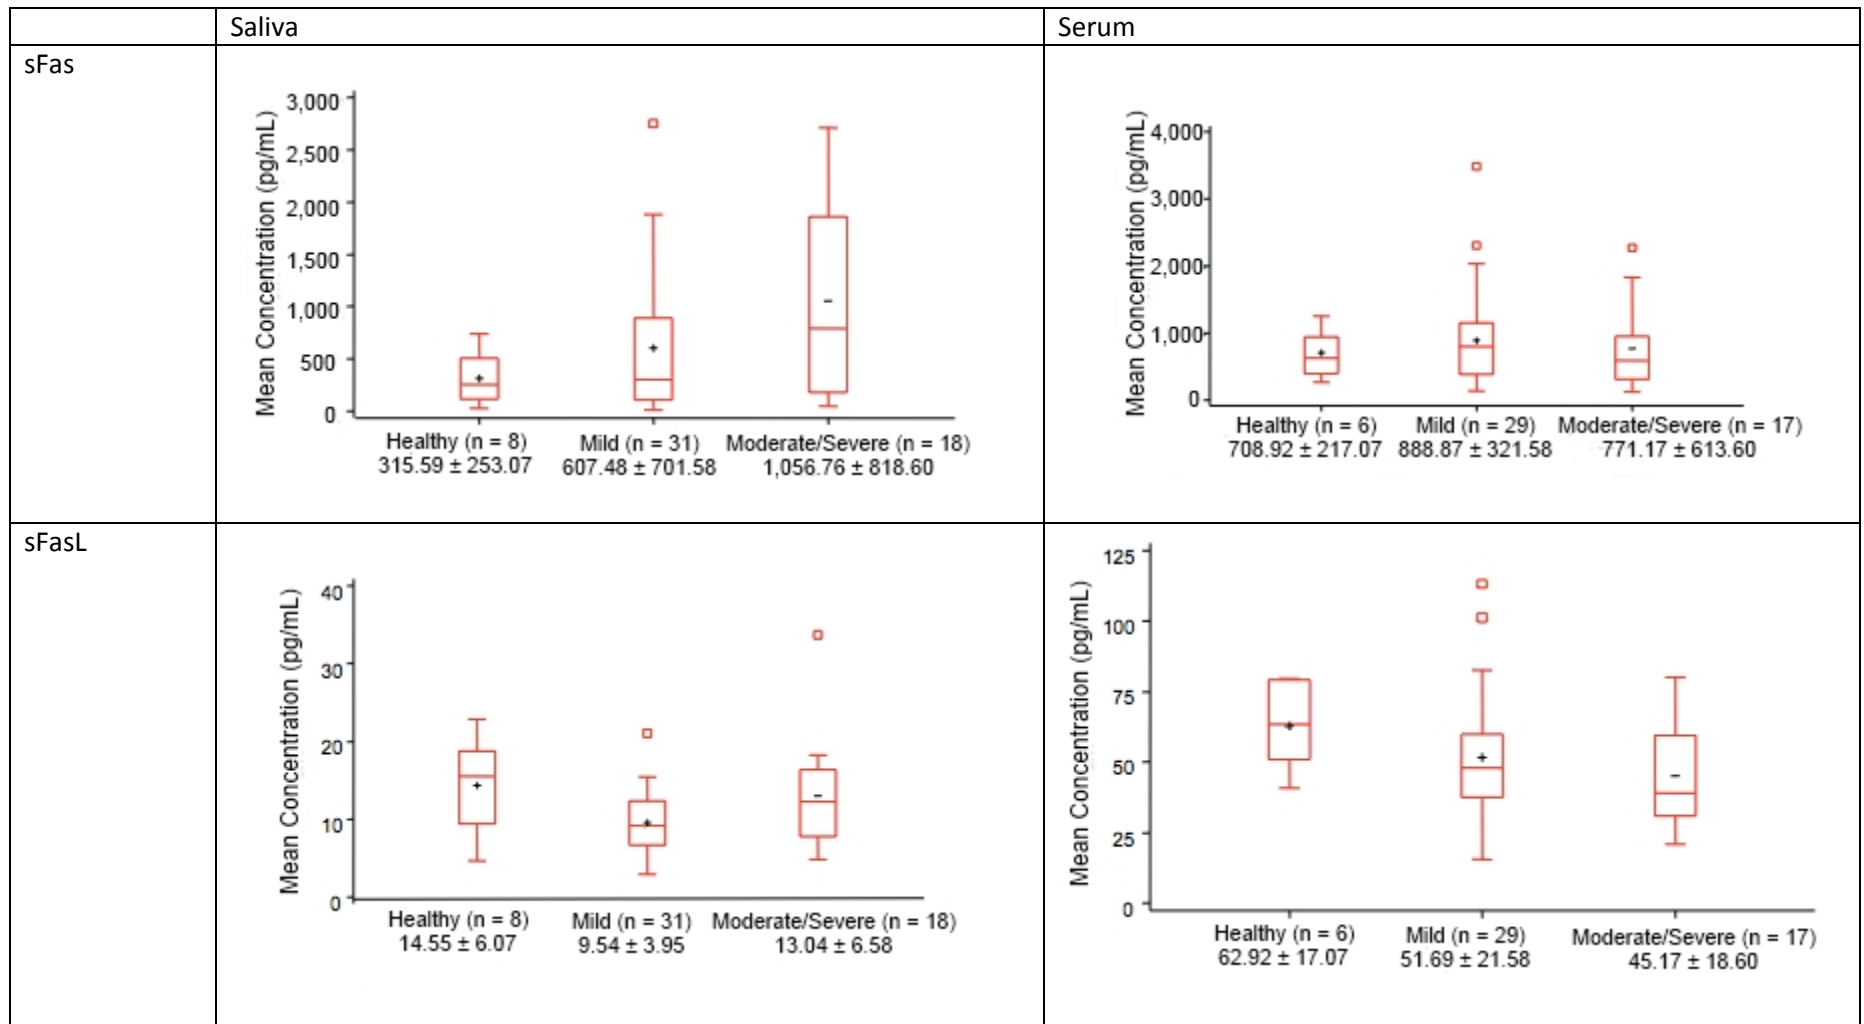 Saliva
Serum
sFas
Mean Concentration (pg/mL)
3,000
2,500
2,000
1,500
1,000
500
0
Healthy (n = 8)
315.59 ± 253.07
Mild (n = 31)
607.48 ± 701.58
Moderate/Severe (n = 18)
1,056.76 ± 818.60
Mean Concentration (pg/mL)
4,000
3,000
2,000
1,000
0
Healthy (n = 6)
708.92 ± 217.07
Mild (n = 29)
888.87 ± 321.58
Moderate/Severe (n = 17)
771.17 ± 613.60
sFasL
Mean Concentration (pg/mL)
40
30
20
10
0
Healthy (n = 8)
14.55 ± 6.07
Mild (n = 31)
9.54 ± 3.95
Moderate/Severe (n = 18)
13.04 ± 6.58
Mean Concentration (pg/mL)
125
100
75
50
25
0
Healthy (n = 6)
62.92 ± 17.07
Mild (n = 29)
51.69 ± 21.58
Moderate/Severe (n = 17)
45.17 ± 18.60